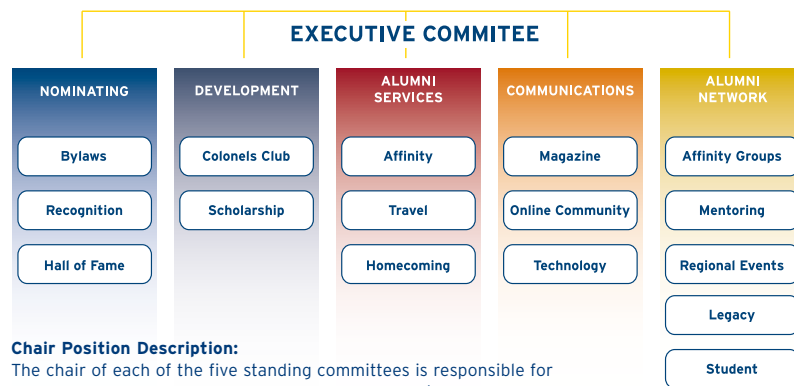 EXECUTIVE COMMITEE
NOMINATING
Bylaws
Recognition
Hall of Fame
DEVELOPMENT
Colonels Club
Scholarship
ALUMNI
SERVICES
Affinity
Travel
Homecoming
COMMUNICATIONS
Magazine
Online Community
Technology
ALUMNI
NETWORK
Affinity Groups
Mentoring
Regional Events
Legacy
Student
Chair Position Description:
The chair of each of the five standing committees is responsible for